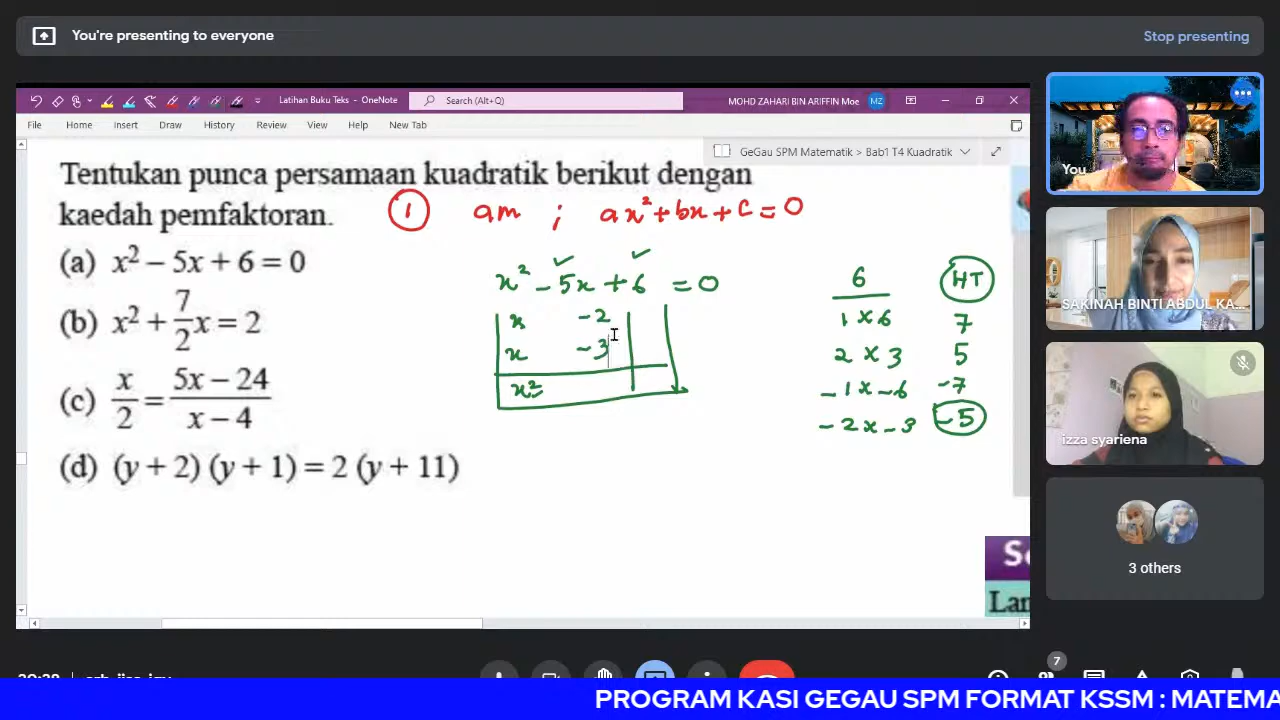 You're presenting to everyone
Stop presenting
Latihan Buku Teks - OneNote
Search (Alt+Q)
MOHD ZAHARI BIN ARIFFIN Moe
MZ
File Home Insert Draw History Review View Help New Tab
GeGau SPM Matematik > Bab1 T4 Kuadratik
Tentukan punca persamaan kuadratik berikut dengan
kaedah pemfaktoran.
① am ; ax² + bx + c = 0
(a) x² – 5x + 6 = 0
(b) x² + 7/2 x = 2
(c) x/2 = (5x – 24)/(x – 4)
(d) (y + 2) (y + 1) = 2 (y + 11)
x² - 5x + 6 = 0
x -2
x -3
x²
6 HT
1 x 6 7
2 x 3 5
-1 x -6 -7
-2 x -3 -5
You
SAKINAH BINTI ABDUL KA
izza syariena
3 others
7
PROGRAM KASI GEGAU SPM FORMAT KSSM : MATEMA